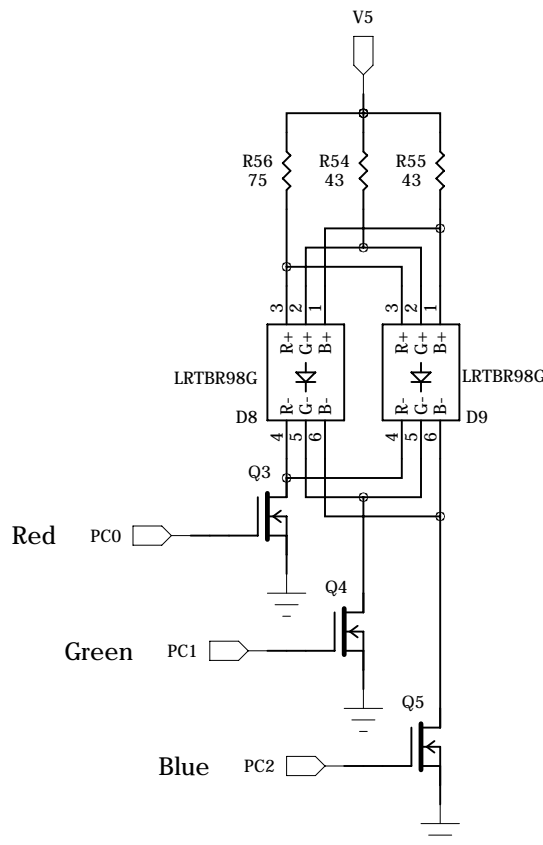 V5
R56 R54 R55
75 43 43
3 2 1 3 2 1
R+ G+ B+ R+ G+ B+
LRTBR98G LRTBR98G
R- G- B- R- G- B-
D8 D9
4 5 6 4 5 6
Q3
Red PC0
Q4
Green PC1
Q5
Blue PC2